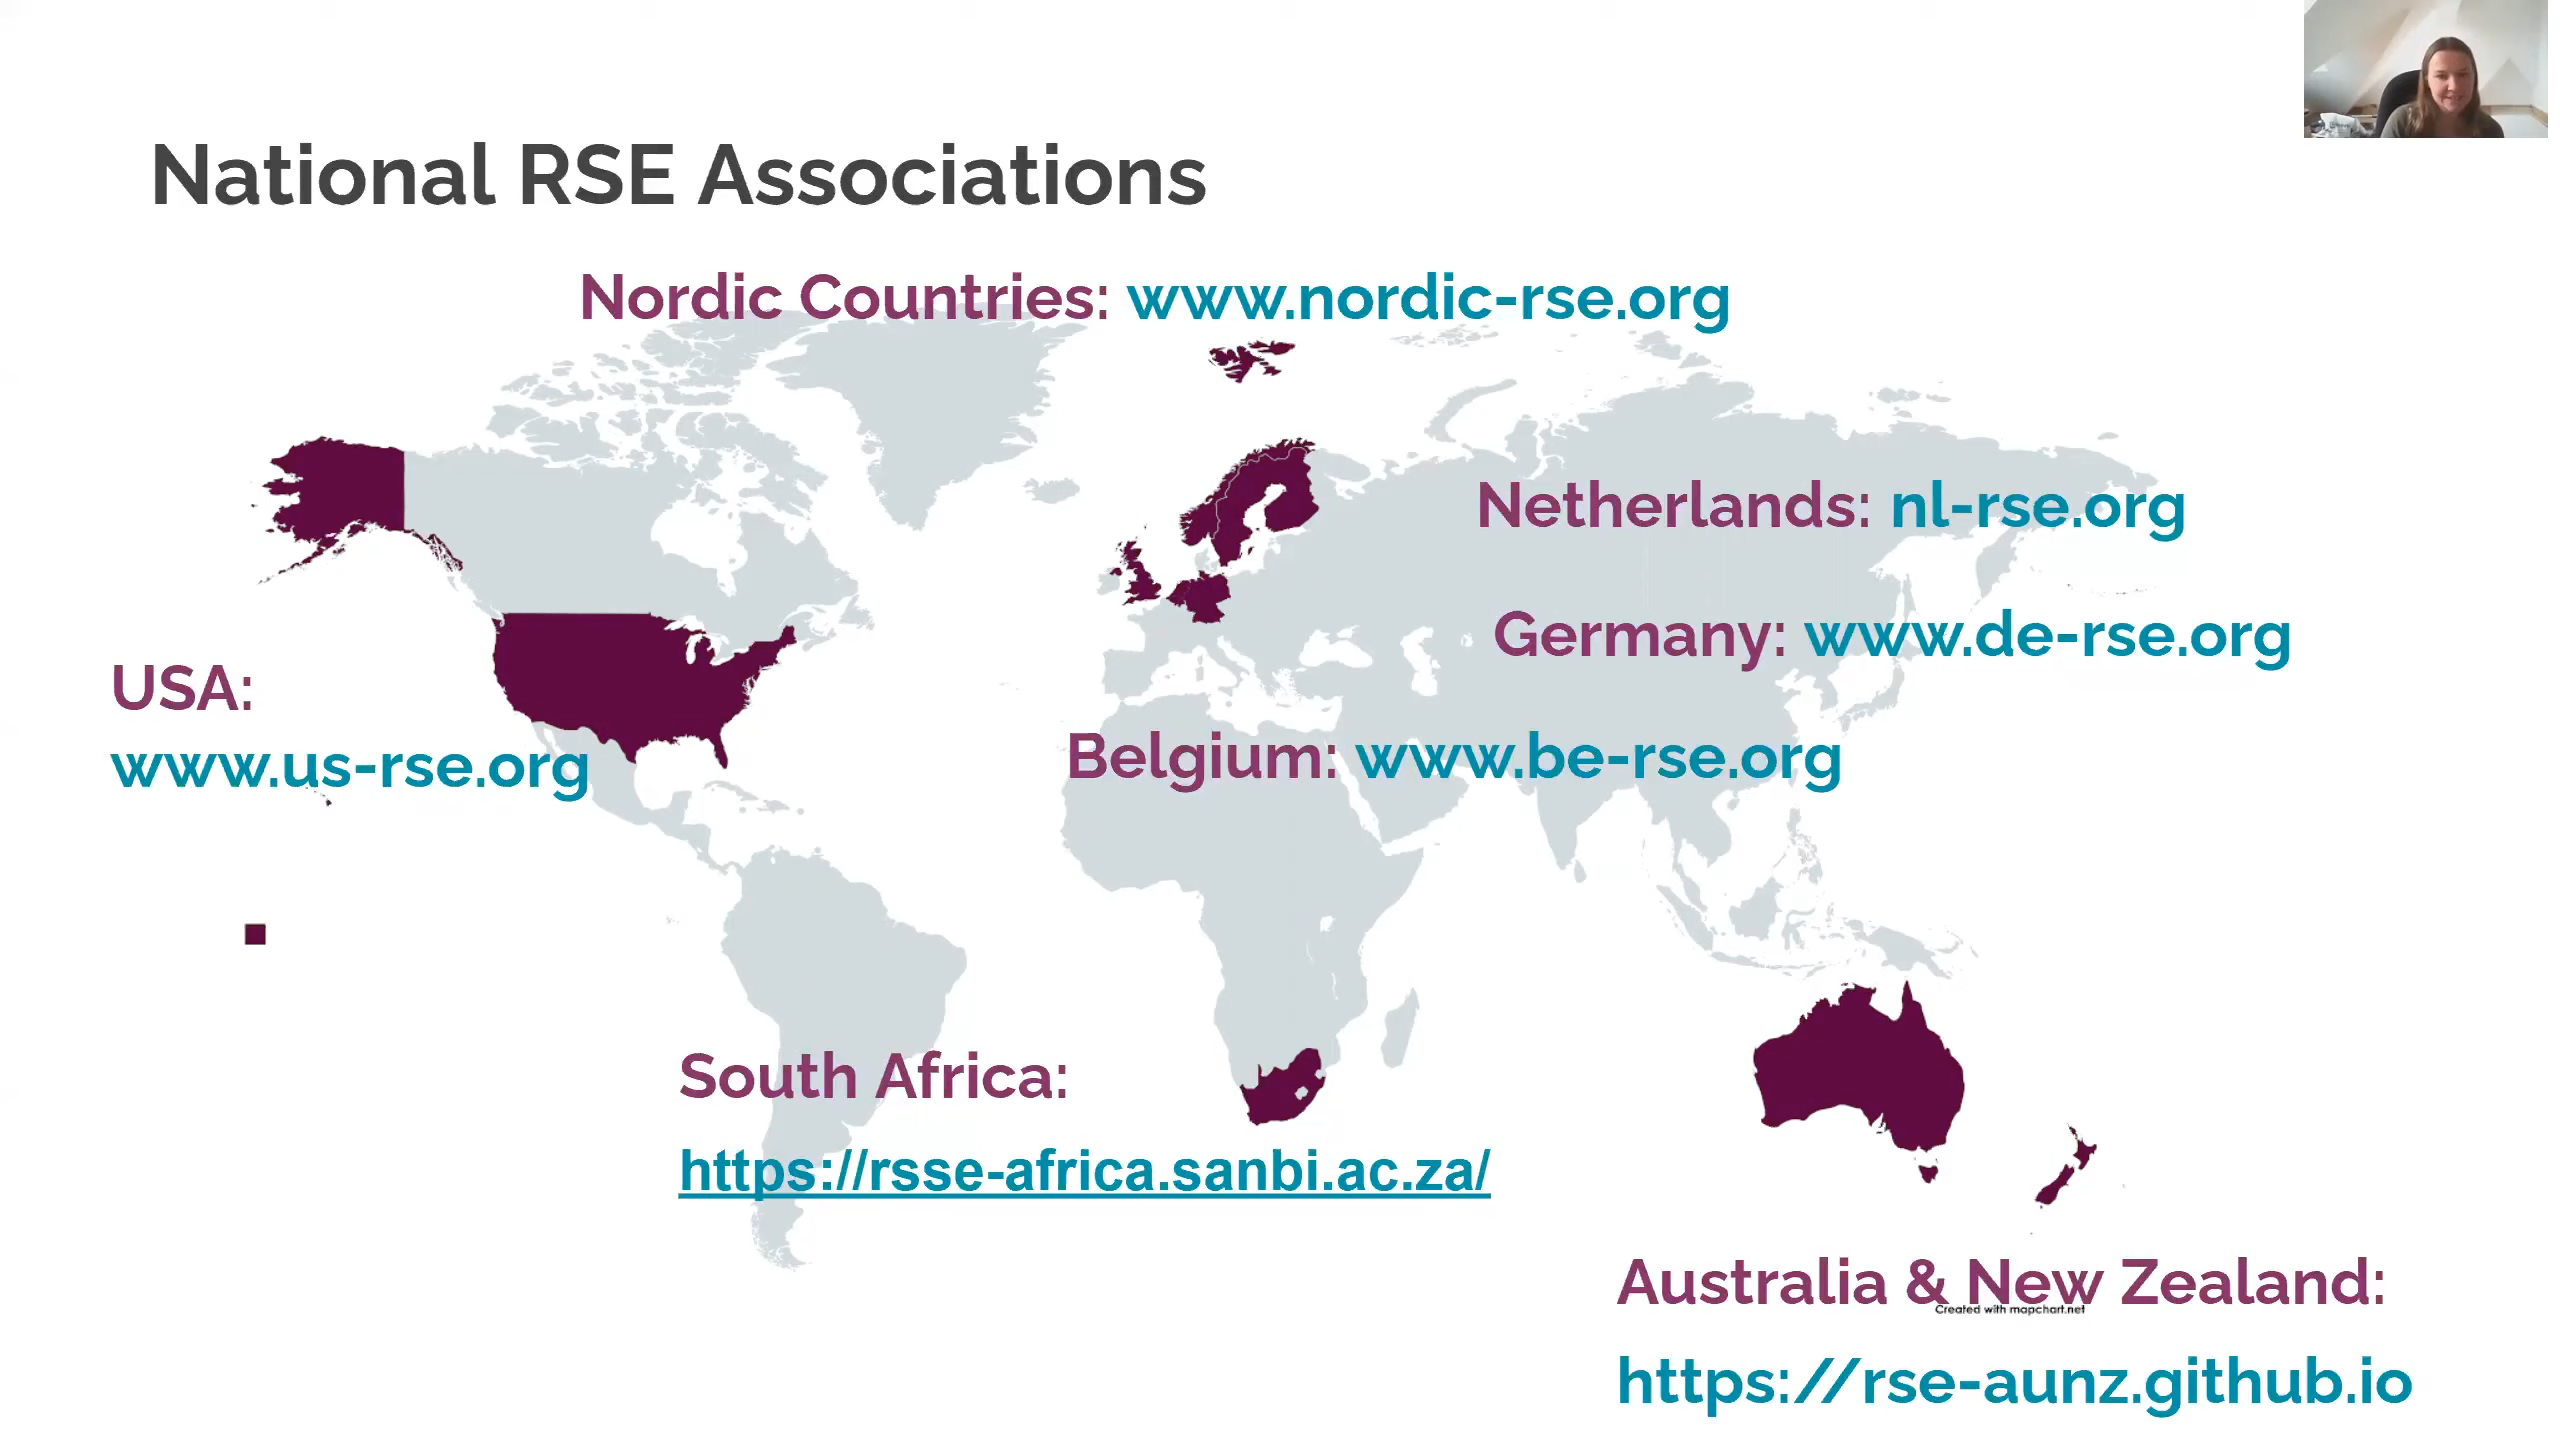 National RSE Associations
Nordic Countries: www.nordic-rse.org
Netherlands: nl-rse.org
Germany: www.de-rse.org
USA:
www.us-rse.org
Belgium: www.be-rse.org
South Africa:
https://rsse-africa.sanbi.ac.za/
Australia & New Zealand:
Created with mapchart.net
https://rse-aunz.github.io